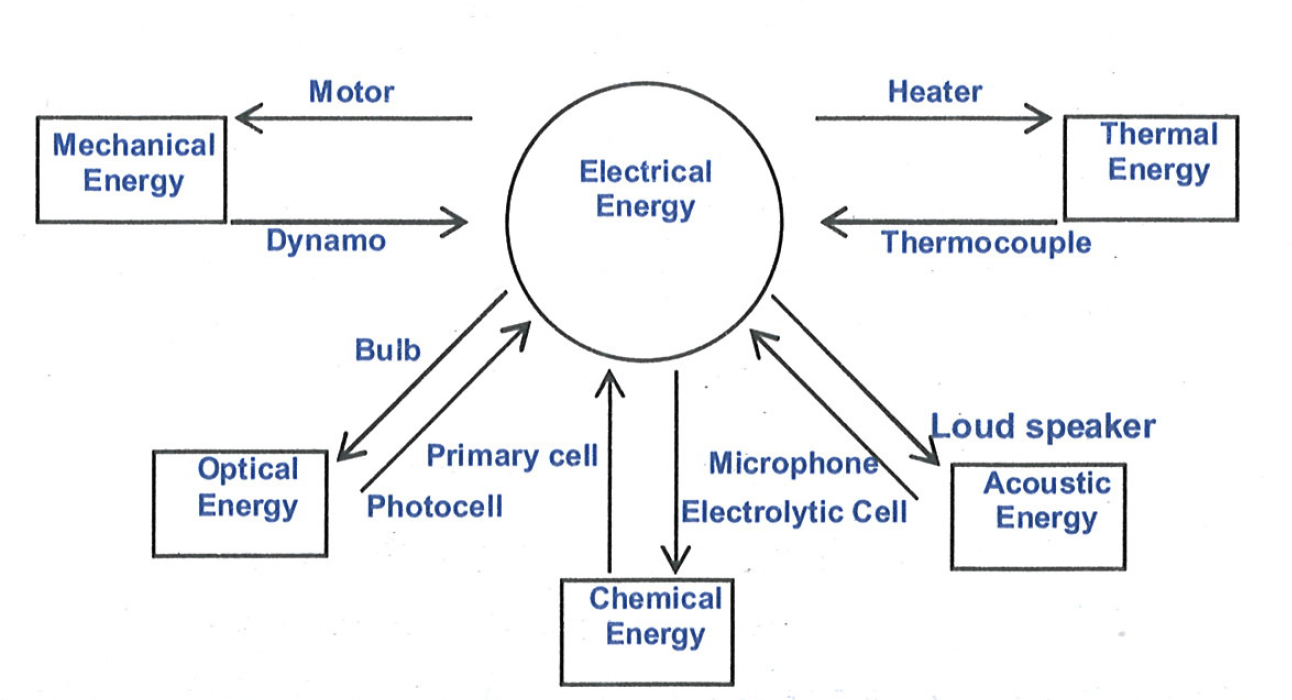 Motor
Heater
Mechanical
Energy
Electrical
Energy
Thermal
Energy
Dynamo
Thermocouple
Bulb
Loud speaker
Primary cell
Microphone
Optical
Energy
Photocell
Electrolytic Cell
Acoustic
Energy
Chemical
Energy